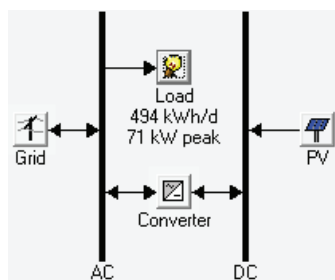 Load
494 kWh/d
71 kW peak
Grid
PV
Converter
AC
DC